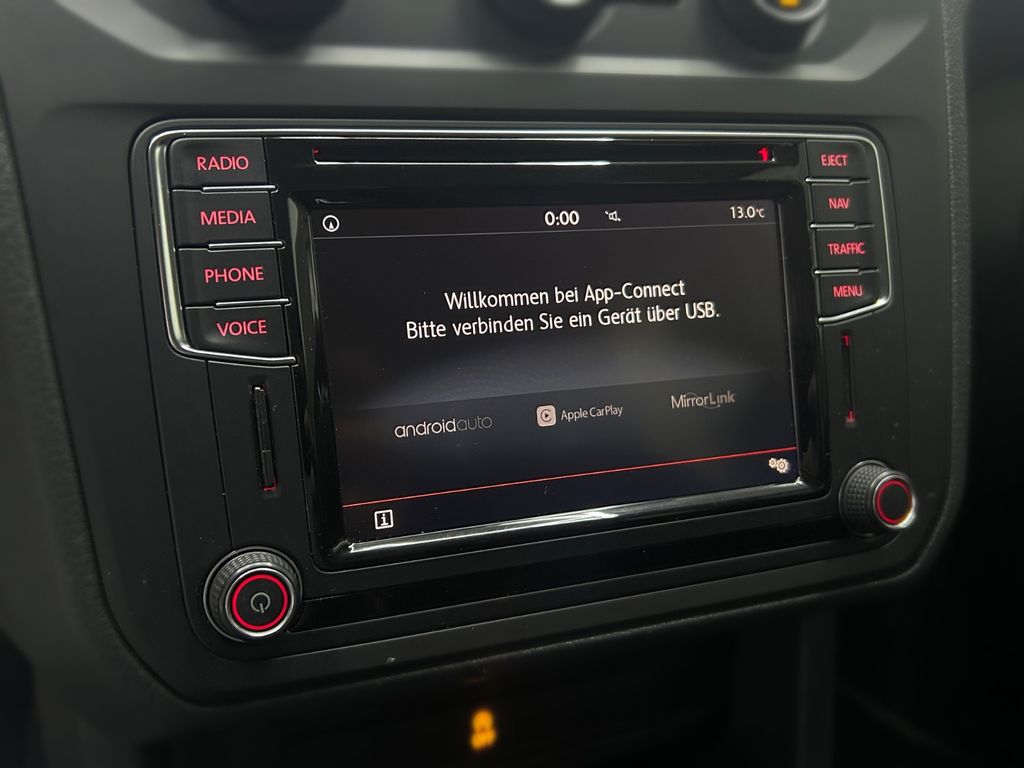 RADIO
MEDIA
PHONE
VOICE
EJECT
NAV
TRAFFIC
MENU
0:00
13.0°C
Willkommen bei App-Connect
Bitte verbinden Sie ein Gerät über USB.
androidauto
Apple CarPlay
MirrorLink
i